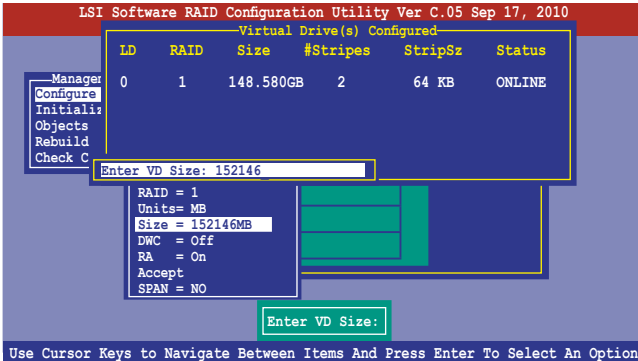 LSI Software RAID Configuration Utility Ver C.05 Sep 17, 2010
Virtual Drive(s) Configured
LD RAID Size #Stripes StripSz Status
0 1 148.580GB 2 64 KB ONLINE
Managem
Configure
Initializ
Objects
Rebuild
Check C
Enter VD Size: 152146
RAID = 1
Units= MB
Size = 152146MB
DWC = Off
RA = On
Accept
SPAN = NO
Enter VD Size:
Use Cursor Keys to Navigate Between Items And Press Enter To Select An Option